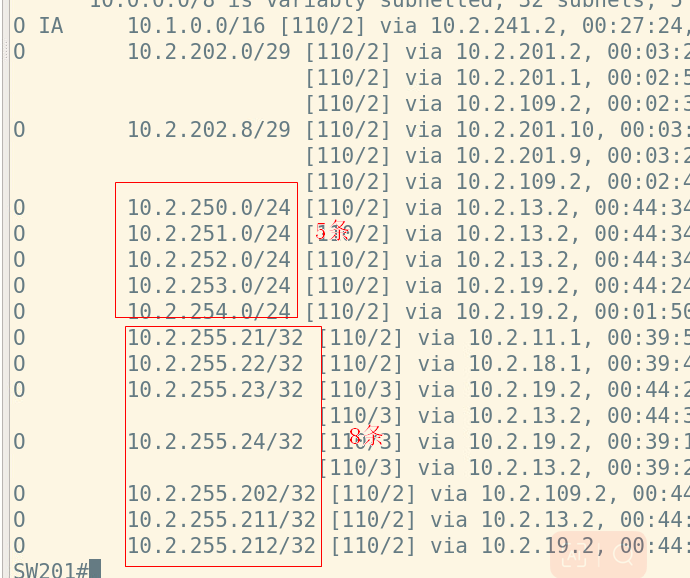 10.0.0.0/8 is variably subnetted, 32 subnets, 5
O IA     10.1.0.0/16 [110/2] via 10.2.241.2, 00:27:24,
O        10.2.202.0/29 [110/2] via 10.2.201.2, 00:03:2
[110/2] via 10.2.201.1, 00:02:5
[110/2] via 10.2.109.2, 00:02:3
O        10.2.202.8/29 [110/2] via 10.2.201.10, 00:03:
[110/2] via 10.2.201.9, 00:03:2
[110/2] via 10.2.109.2, 00:02:4
O        10.2.250.0/24 [110/2] via 10.2.13.2, 00:44:34
O        10.2.251.0/24 [110/2] via 10.2.13.2, 00:44:34
5条
O        10.2.252.0/24 [110/2] via 10.2.13.2, 00:44:34
O        10.2.253.0/24 [110/2] via 10.2.19.2, 00:44:24
O        10.2.254.0/24 [110/2] via 10.2.19.2, 00:01:50
O        10.2.255.21/32 [110/2] via 10.2.11.1, 00:39:5
O        10.2.255.22/32 [110/2] via 10.2.18.1, 00:39:4
O        10.2.255.23/32 [110/3] via 10.2.19.2, 00:44:2
[110/3] via 10.2.13.2, 00:44:3
O        10.2.255.24/32 [110/3] via 10.2.19.2, 00:39:1
8条
[110/3] via 10.2.13.2, 00:39:2
O        10.2.255.202/32 [110/2] via 10.2.109.2, 00:44
O        10.2.255.211/32 [110/2] via 10.2.13.2, 00:44:
O        10.2.255.212/32 [110/2] via 10.2.19.2, 00:44:
SW201#